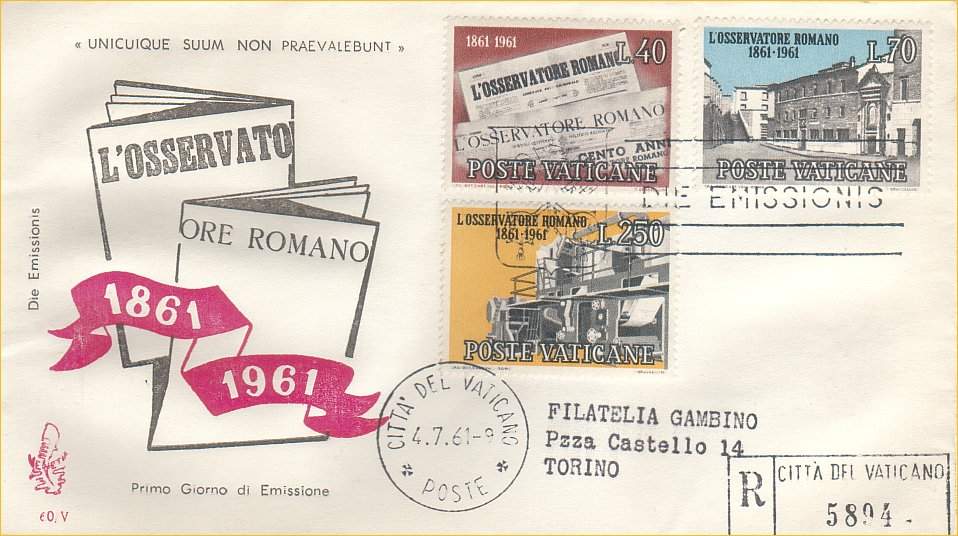 « UNICUIQUE SUUM NON PRAEVALEBUNT »
L'OSSERVATO
ORE ROMANO
1861
1961
Die Emissionis
Primo Giorno di Emissione
60, V
1861 1961
L.40
L'OSSERVATORE ROMANO
L'OSSERVATORE ROMANO
CENTO ANNI
POSTE VATICANE
L'OSSERVATORE ROMANO
1861·1961
L.70
POSTE VATICANE
DIE EMISSIONIS
L'OSSERVATORE ROMANO
1861·1961
L.250
POSTE VATICANE
CITTA' DEL VATICANO
4.7.61-9
POSTE
FILATELIA GAMBINO
Pzza Castello 14
TORINO
R
CITTÀ DEL VATICANO
5894